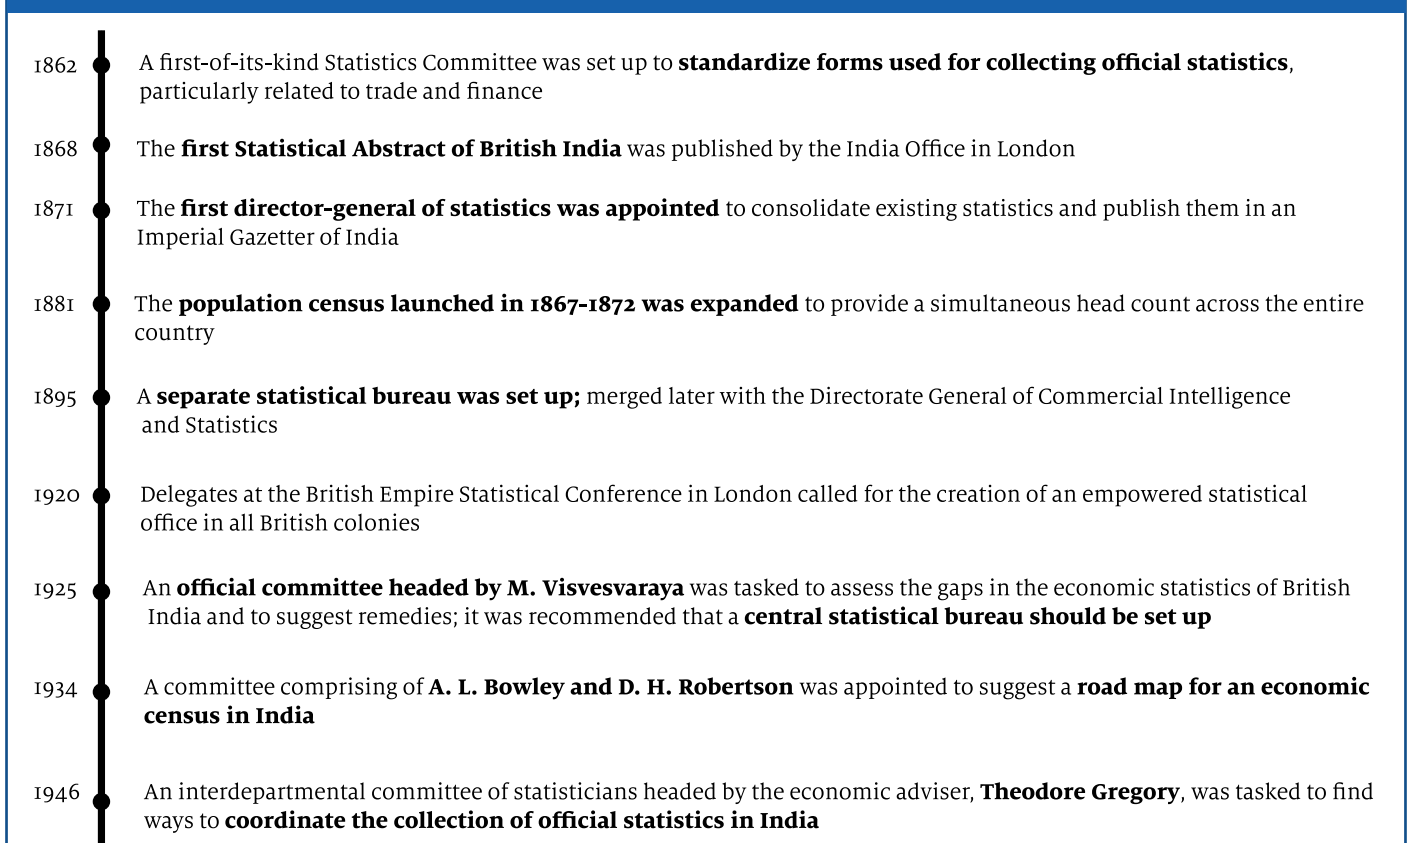 1862 A first-of-its-kind Statistics Committee was set up to standardize forms used for collecting official statistics,
particularly related to trade and finance
1868 The first Statistical Abstract of British India was published by the India Office in London
1871 The first director-general of statistics was appointed to consolidate existing statistics and publish them in an
Imperial Gazetter of India
1881 The population census launched in 1867-1872 was expanded to provide a simultaneous head count across the entire
country
1895 A separate statistical bureau was set up; merged later with the Directorate General of Commercial Intelligence
and Statistics
1920 Delegates at the British Empire Statistical Conference in London called for the creation of an empowered statistical
office in all British colonies
1925 An official committee headed by M. Visvesvaraya was tasked to assess the gaps in the economic statistics of British
India and to suggest remedies; it was recommended that a central statistical bureau should be set up
1934 A committee comprising of A. L. Bowley and D. H. Robertson was appointed to suggest a road map for an economic
census in India
1946 An interdepartmental committee of statisticians headed by the economic adviser, Theodore Gregory, was tasked to find
ways to coordinate the collection of official statistics in India